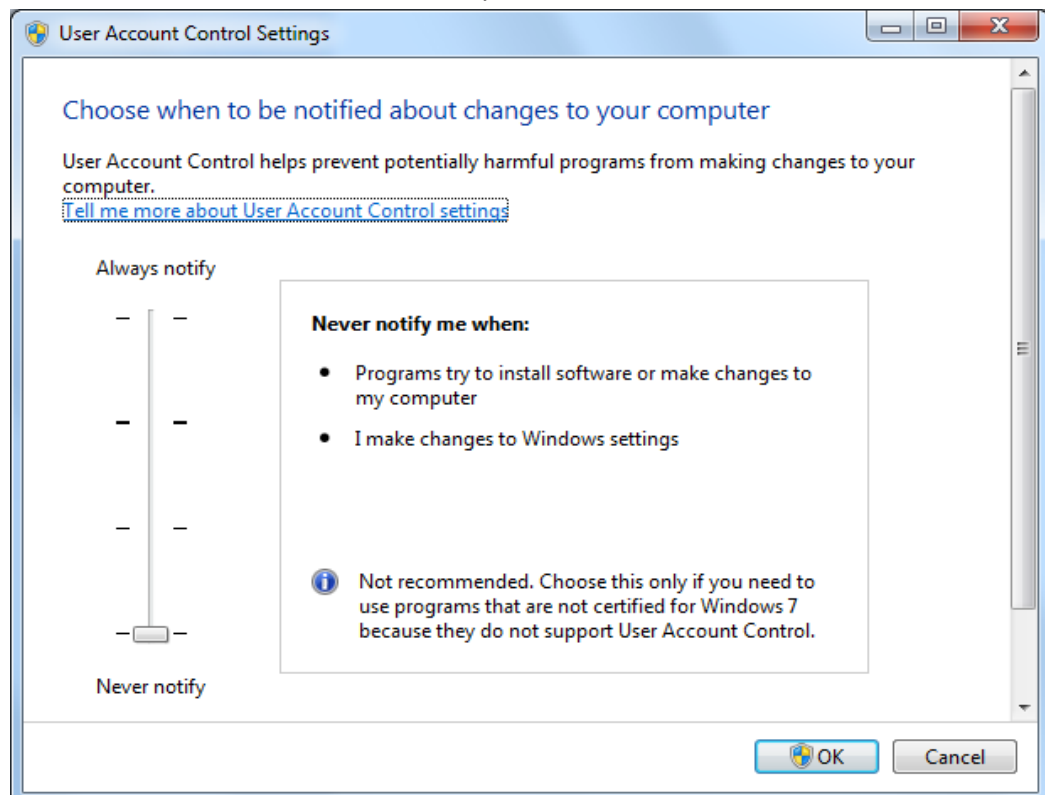 User Account Control Settings
Choose when to be notified about changes to your computer
User Account Control helps prevent potentially harmful programs from making changes to your
computer.
Tell me more about User Account Control settings
Always notify
Never notify me when:
Programs try to install software or make changes to
my computer
I make changes to Windows settings
Not recommended. Choose this only if you need to
use programs that are not certified for Windows 7
because they do not support User Account Control.
Never notify
OK
Cancel